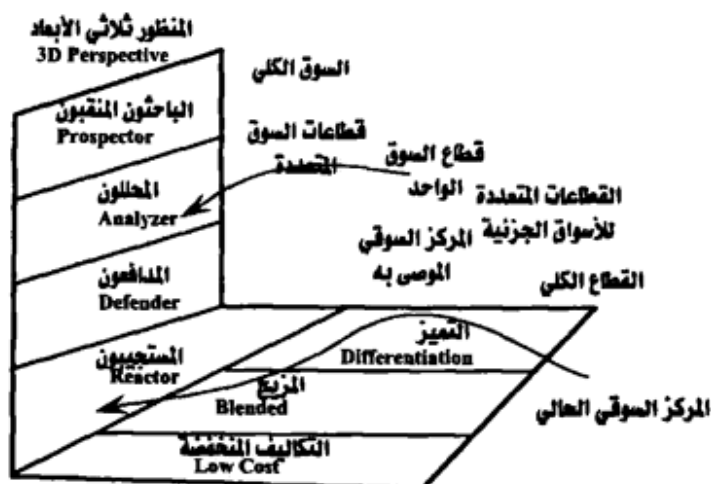 المنظور ثلاثي الأبعاد
3D Perspective
السوق الكلي
الباحثون المنقبون
Prospector
قطاعات السوق
المتعددة
قطاع السوق
الواحد
المحللون
Analyzer
القطاعات المتعددة
للأسواق الجزئية
المركز السوقي
الموصى به
المدافعون
Defender
القطاع الكلي
التميز
Differentiation
المستجيبون
Reactor
المزيج
Blended
المركز السوقي الحالي
التكاليف المنخفضة
Low Cost